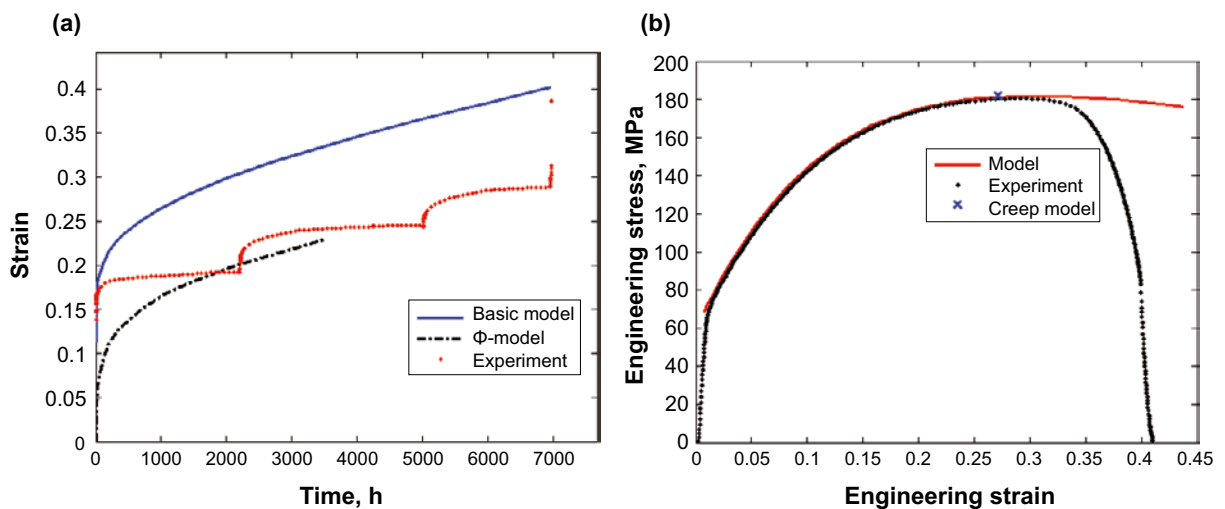 (a)
Strain
0.4
0.35
0.3
0.25
0.2
0.15
0.1
0.05
0
0 1000 2000 3000 4000 5000 6000 7000
Time, h
Basic model
Φ-model
Experiment
(b)
Engineering stress, MPa
200
180
160
140
120
100
80
60
40
20
0
0 0.05 0.1 0.15 0.2 0.25 0.3 0.35 0.4 0.45
Engineering strain
Model
Experiment
Creep model